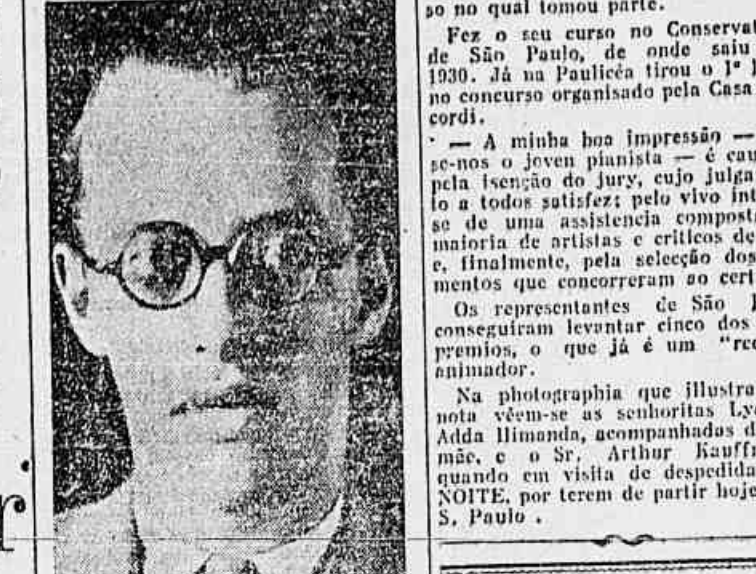 so no qual tomou parte.
Fez o seu curso no Conservat
de São Paulo, de onde saiu
1930. Já na Paulicéa tirou o 1º
no concurso organisado pela Casa
cordi.
— A minha boa impressão —
se-nos o joven pianista — é cau
pela isenção do jury, cujo julga
to a todos satisfez; pelo vivo int
se de uma assistencia compost
maioria de artistas e criticos de
e, finalmente, pela selecção dos
mentos que concorreram ao cert
Os representantes de São
conseguiram levantar cinco dos
premios, o que já é um "rec
animador.
Na photographia que illustra
nota vêem-se as senhoritas Ly
Adda Ilmanda, acompanhadas d
mãe, e o Sr. Arthur Kauff
quando em visita de despedida
NOITE, por terem de partir hoje
S. Paulo .